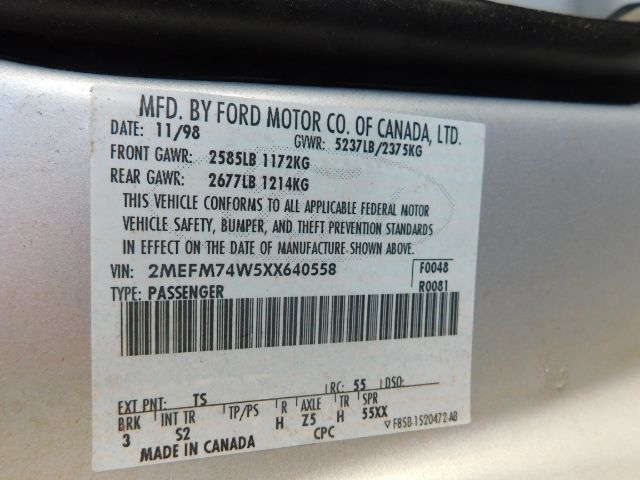 MFD. BY FORD MOTOR CO. OF CANADA, LTD.
DATE: 11/98 GVWR: 5237LB/2375KG
FRONT GAWR: 2585LB 1172KG
REAR GAWR: 2677LB 1214KG
THIS VEHICLE CONFORMS TO ALL APPLICABLE FEDERAL MOTOR
VEHICLE SAFETY, BUMPER, AND THEFT PREVENTION STANDARDS
IN EFFECT ON THE DATE OF MANUFACTURE SHOWN ABOVE.
VIN: 2MEFM74W5XX640558 F0048
TYPE: PASSENGER R0081
EXT PNT: TS RC: 55 DSO:
BRK INT TR TP/PS R AXLE TR SPR
3 S2 H Z5 H 55XX
MADE IN CANADA CPC F85B-1520472-AB